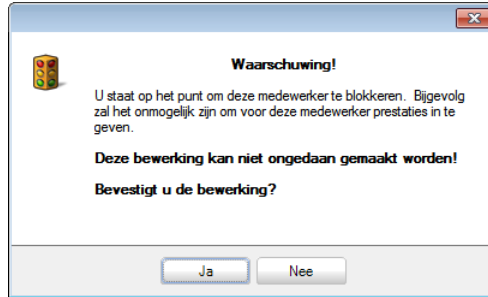 Waarschuwing!
U staat op het punt om deze medewerker te blokkeren. Bijgevolg
zal het onmogelijk zijn om voor deze medewerker prestaties in te
geven.
Deze bewerking kan niet ongedaan gemaakt worden!
Bevestigt u de bewerking?
Ja
Nee